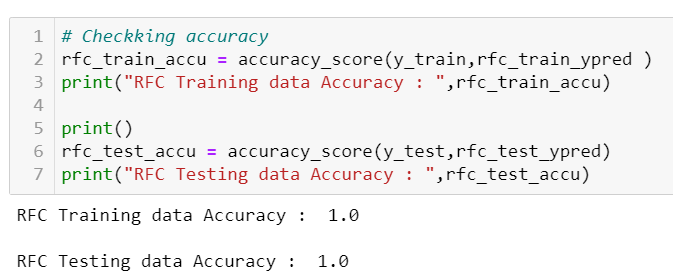 1 # Checkking accuracy
2 rfc_train_accu = accuracy_score(y_train,rfc_train_ypred )
3 print("RFC Training data Accuracy : ",rfc_train_accu)
4
5 print()
6 rfc_test_accu = accuracy_score(y_test,rfc_test_ypred)
7 print("RFC Testing data Accuracy : ",rfc_test_accu)
RFC Training data Accuracy :  1.0
RFC Testing data Accuracy :  1.0